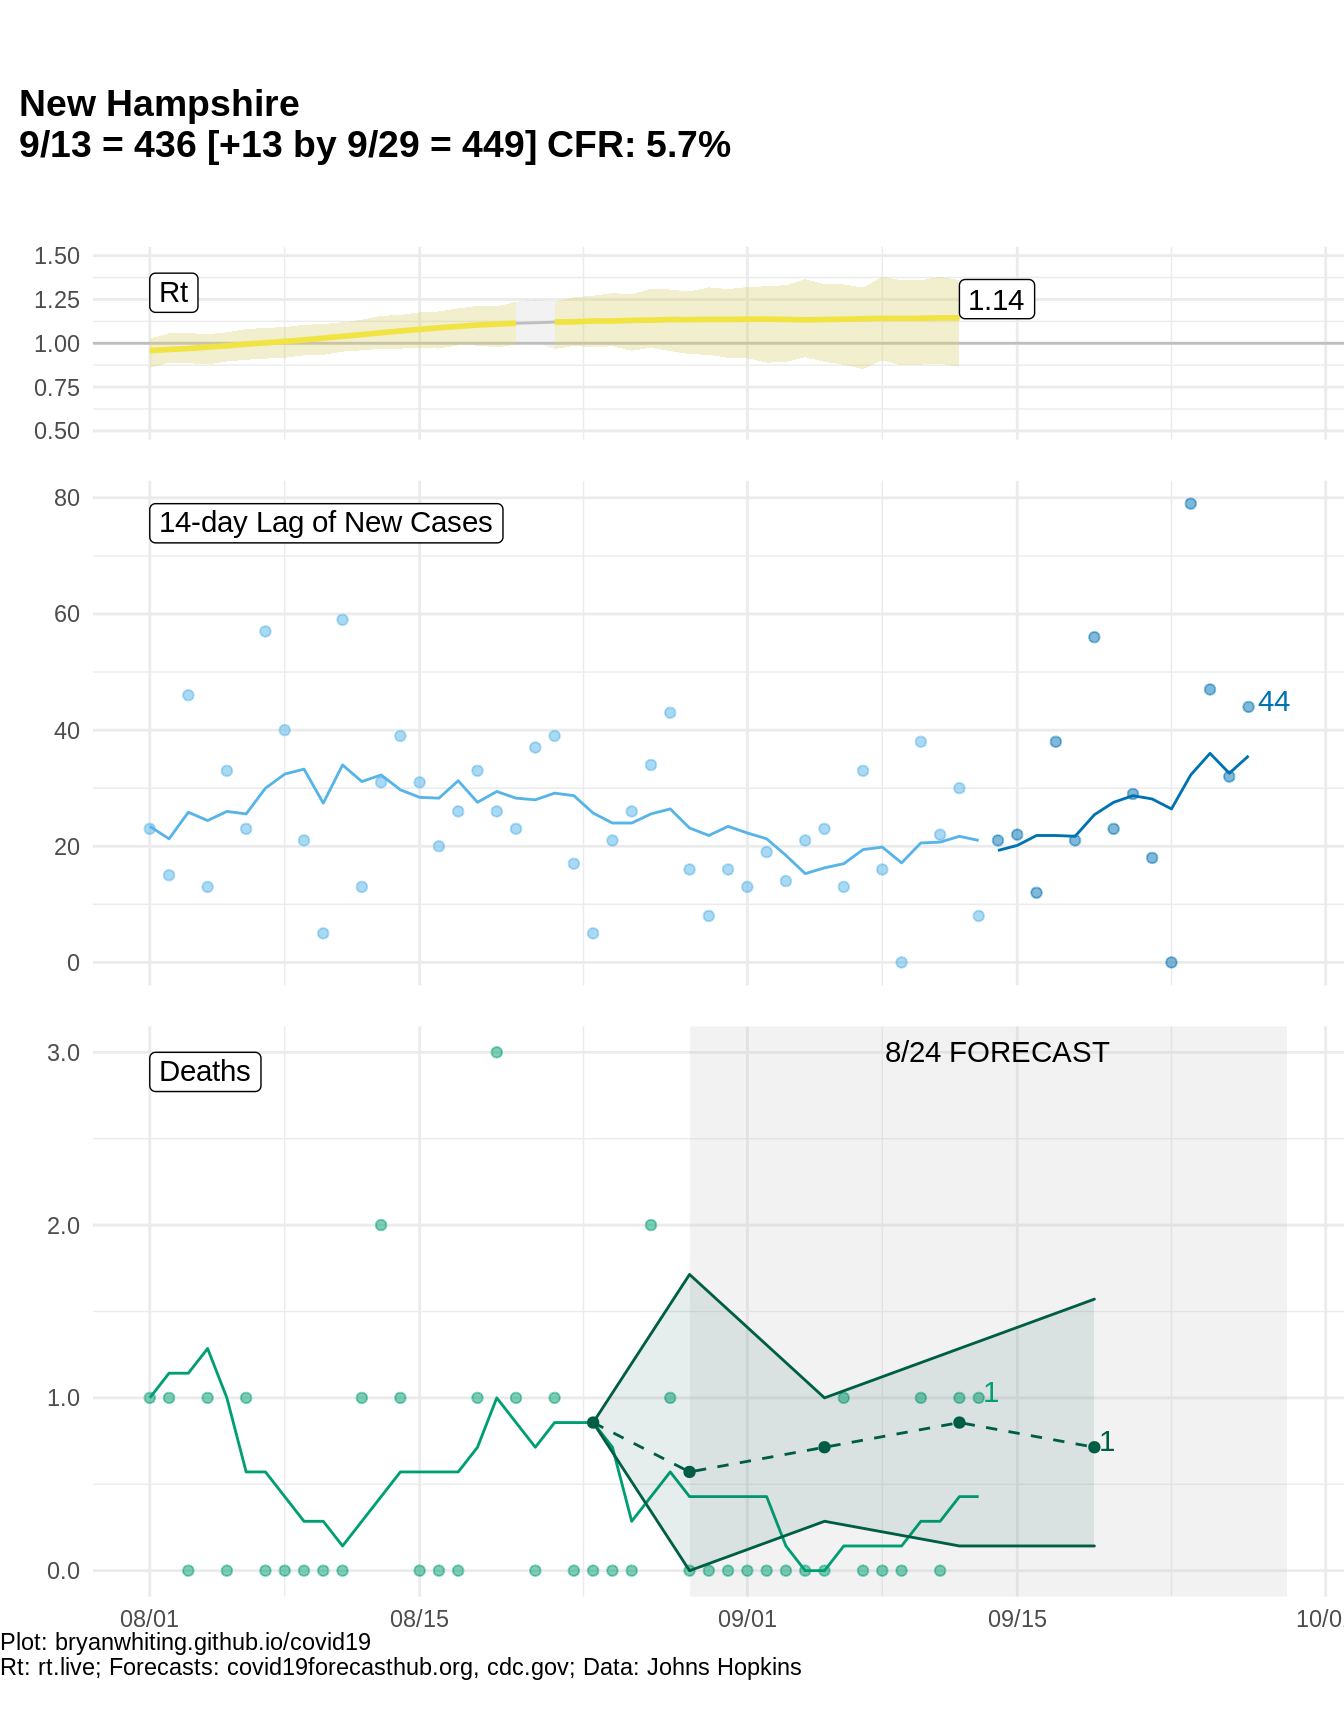 New Hampshire
9/13 = 436 [+13 by 9/29 = 449] CFR: 5.7%
1.50
Rt
1.25
1.14
1.00
0.75
0.50
80
14-day Lag of New Cases
60
44
40
20
0
3.0
8/24 FORECAST
Deaths
2.0
1.0
1
1
0.0
08/01 08/15 09/01 09/15 10/0
Plot: bryanwhiting.github.io/covid19
Rt: rt.live; Forecasts: covid19forecasthub.org, cdc.gov; Data: Johns Hopkins